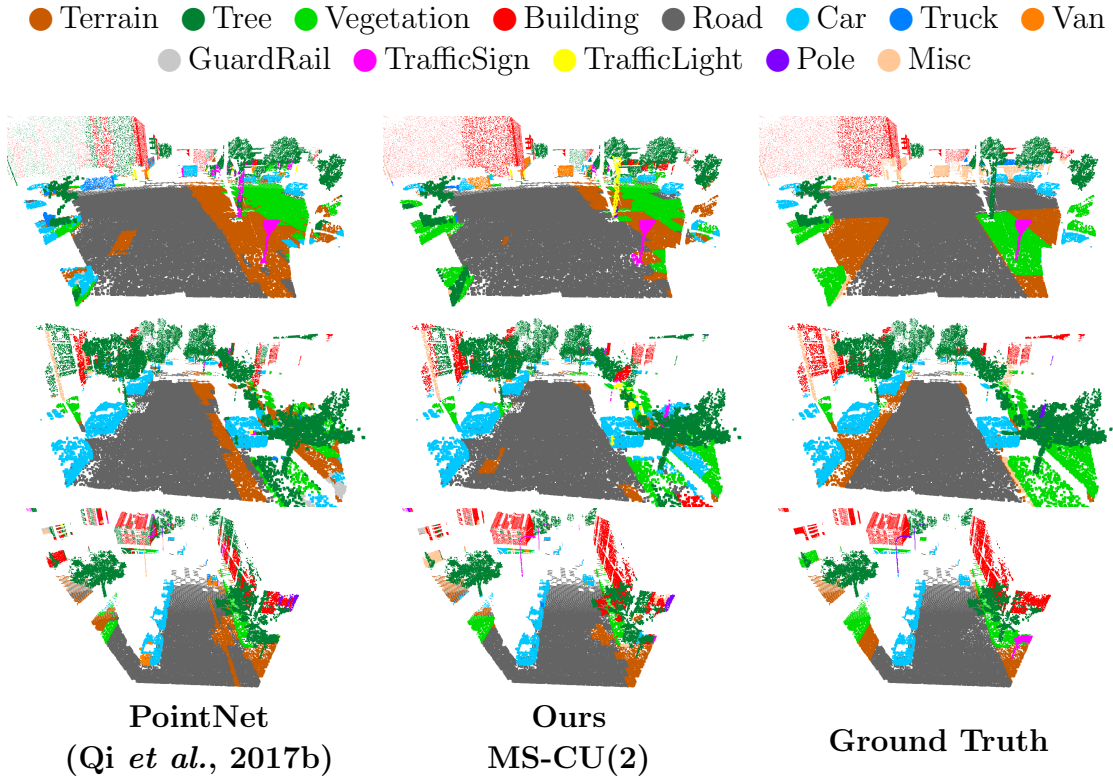 Terrain Tree Vegetation Building Road Car Truck Van
GuardRail TrafficSign TrafficLight Pole Misc
PointNet
(Qi et al., 2017b)
Ours
MS-CU(2)
Ground Truth